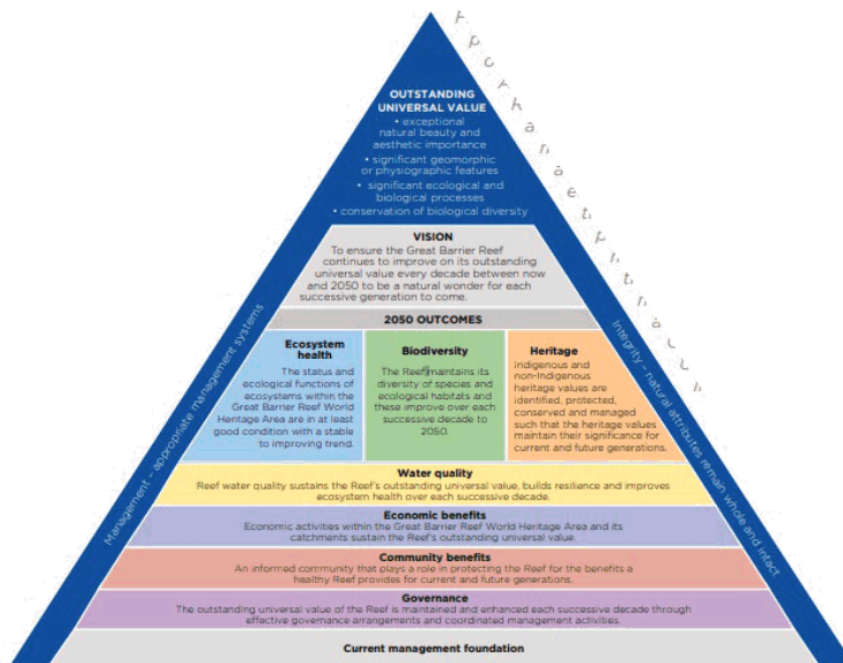 OUTSTANDING
UNIVERSAL VALUE
• exceptional
natural beauty and
aesthetic importance
• significant geomorphic
or physiographic features
• significant ecological and
biological processes
• conservation of biological diversity
VISION
To ensure the Great Barrier Reef
continues to improve on its outstanding
universal value every decade between now
and 2050 to be a natural wonder for each
successive generation to come.
2050 OUTCOMES
Ecosystem
health
The status and
ecological functions of
ecosystems within the
Great Barrier Reef World
Heritage Area are in at least
good condition with a stable
to improving trend.
Biodiversity
The Reef maintains its
diversity of species and
ecological habitats and
these improve over each
successive decade to
2050.
Heritage
Indigenous and
non-Indigenous
heritage values are
identified, protected,
conserved and managed
such that the heritage values
maintain their significance for
current and future generations.
Water quality
Reef water quality sustains the Reef's outstanding universal value, builds resilience and improves
ecosystem health over each successive decade.
Economic benefits
Economic activities within the Great Barrier Reef World Heritage Area and its
catchments sustain the Reef's outstanding universal value.
Community benefits
An informed community that plays a role in protecting the Reef for the benefits a
healthy Reef provides for current and future generations.
Governance
The outstanding universal value of the Reef is maintained and enhanced each successive decade through
effective governance arrangements and coordinated management activities.
Current management foundation
Management – appropriate management systems
Integrity – natural attributes remain whole and intact